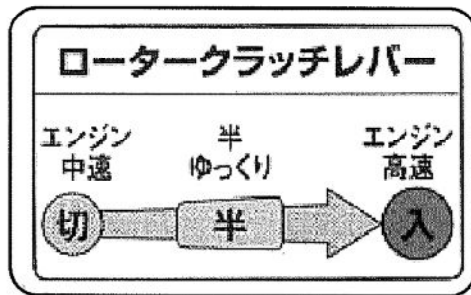 ロータークラッチレバー
エンジン
中速
半
ゆっくり
エンジン
高速
切
半
入